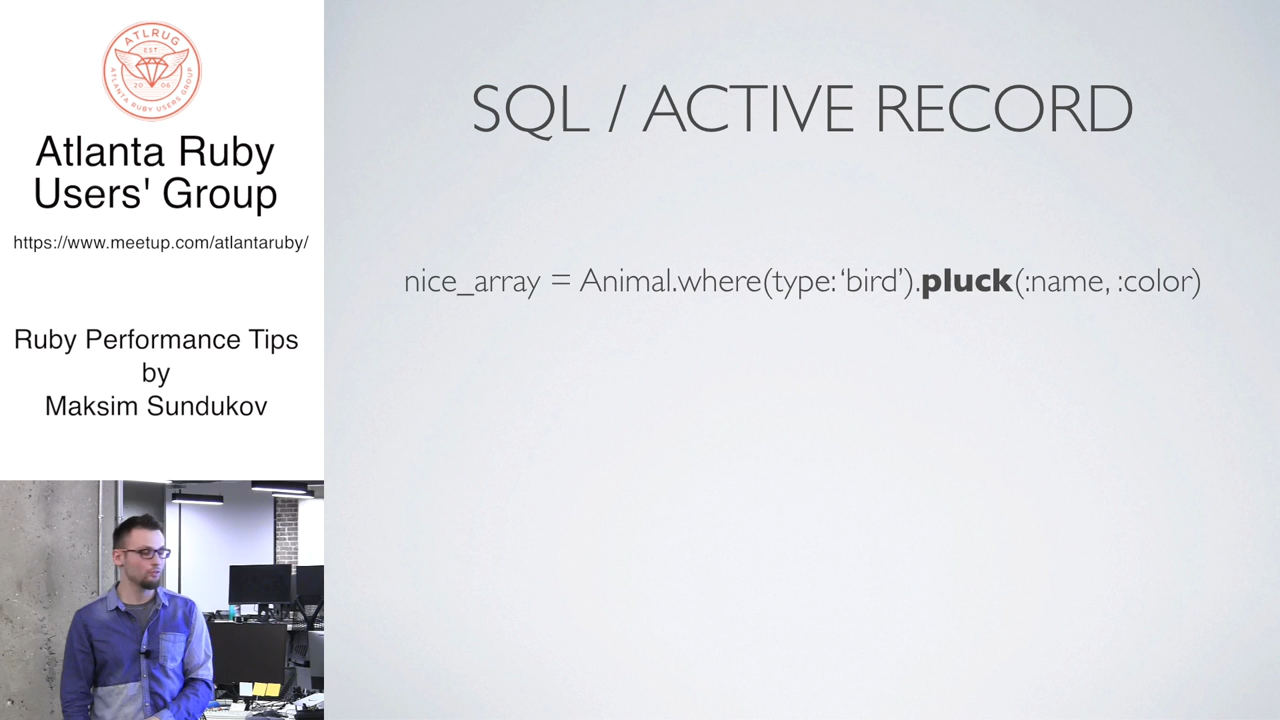 ATLRUG
EST
20 06
ATLANTA RUBY USERS GROUP
Atlanta Ruby
Users' Group
https://www.meetup.com/atlantaruby/
Ruby Performance Tips
by
Maksim Sundukov
SQL / ACTIVE RECORD
nice_array = Animal.where(type: ‘bird’).pluck(:name, :color)